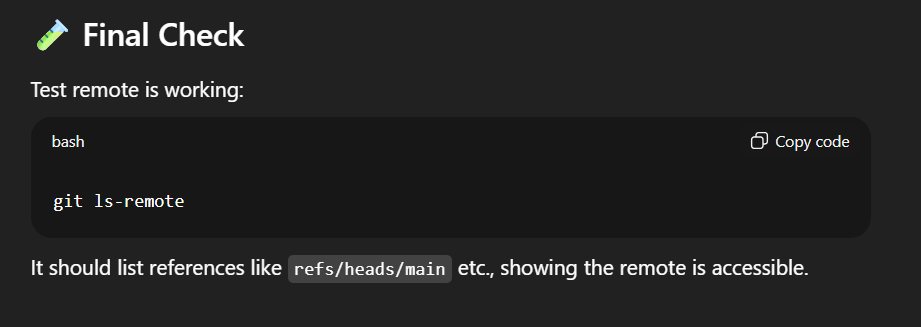 Final Check
Test remote is working:
bash
Copy code
git ls-remote
It should list references like refs/heads/main etc., showing the remote is accessible.